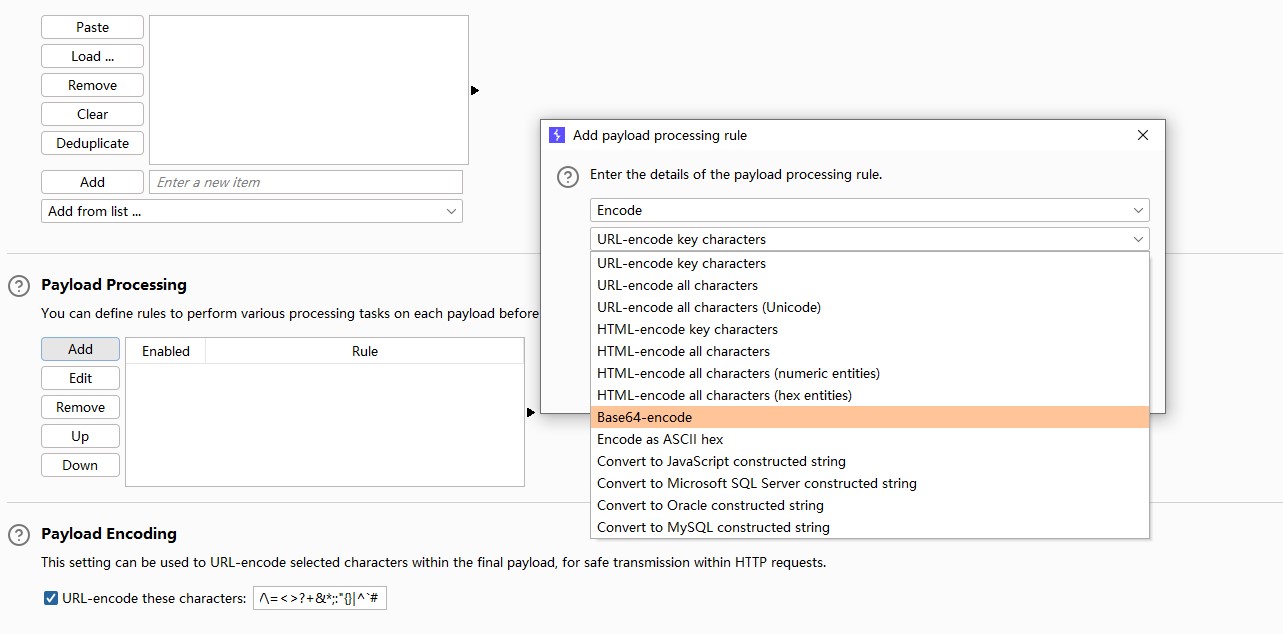 Paste
Load ...
Remove
Clear
Deduplicate
Add
Enter a new item
Add from list ...
Add payload processing rule
Enter the details of the payload processing rule.
Encode
URL-encode key characters
URL-encode key characters
URL-encode all characters
URL-encode all characters (Unicode)
HTML-encode key characters
HTML-encode all characters
HTML-encode all characters (numeric entities)
HTML-encode all characters (hex entities)
Base64-encode
Encode as ASCII hex
Convert to JavaScript constructed string
Convert to Microsoft SQL Server constructed string
Convert to Oracle constructed string
Convert to MySQL constructed string
Payload Processing
You can define rules to perform various processing tasks on each payload before
Add
Enabled
Rule
Edit
Remove
Up
Down
Payload Encoding
This setting can be used to URL-encode selected characters within the final payload, for safe transmission within HTTP requests.
URL-encode these characters:
/\=<>?+&*;:"{}|^`#